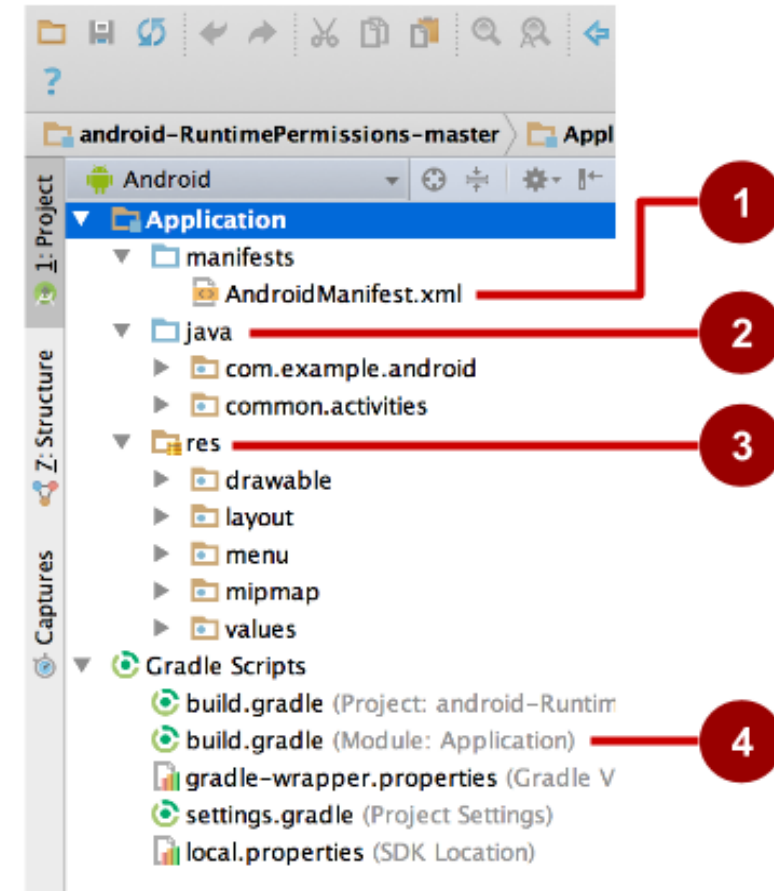 ?
android-RuntimePermissions-master Appl
Android
1: Project
Application
1
manifests
AndroidManifest.xml
java
2
com.example.android
common.activities
7: Structure
res
3
drawable
layout
menu
mipmap
values
Captures
Gradle Scripts
build.gradle (Project: android-Runtim
build.gradle (Module: Application)
4
gradle-wrapper.properties (Gradle V
settings.gradle (Project Settings)
local.properties (SDK Location)